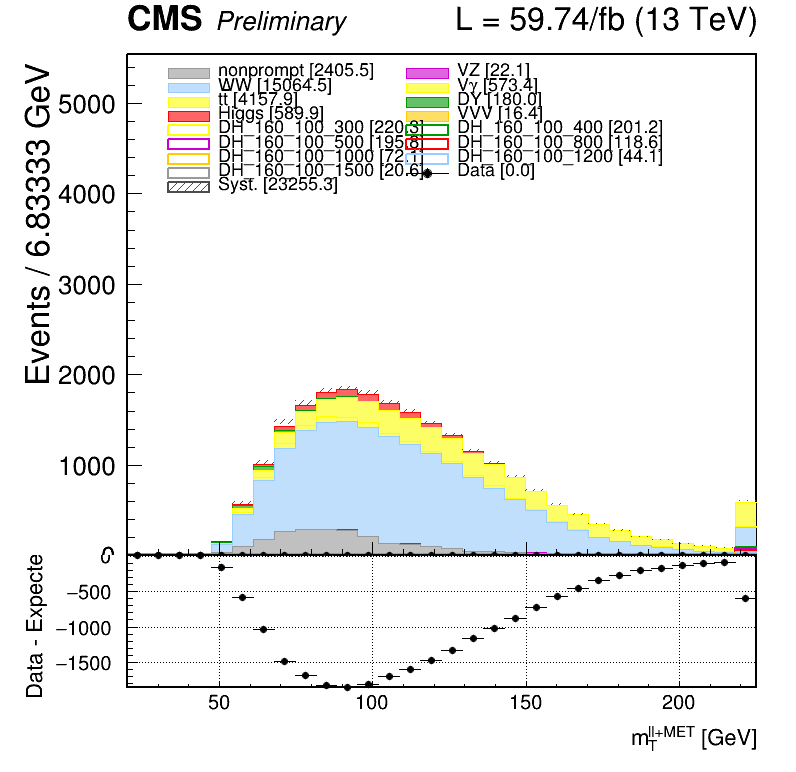 CMS Preliminary L = 59.74/fb (13 TeV)
Events / 6.83333 GeV
nonprompt [2405.5] VZ [22.1]
WW [15064.5] Vγ [573.4]
tt [4157.9] DY [180.0]
Higgs [589.9] VVV [16.4]
DH_160_100_300 [220.3] DH_160_100_400 [201.2]
DH_160_100_500 [195.8] DH_160_100_800 [118.6]
DH_160_100_1000 [72.1] DH_160_100_1200 [44.1]
DH_160_100_1500 [20.6] Data [0.0]
Syst. [23255.3]
5000
4000
3000
2000
1000
0
Data - Expecte
0
−500
−1000
−1500
50 100 150 200
m_T^ll+MET [GeV]